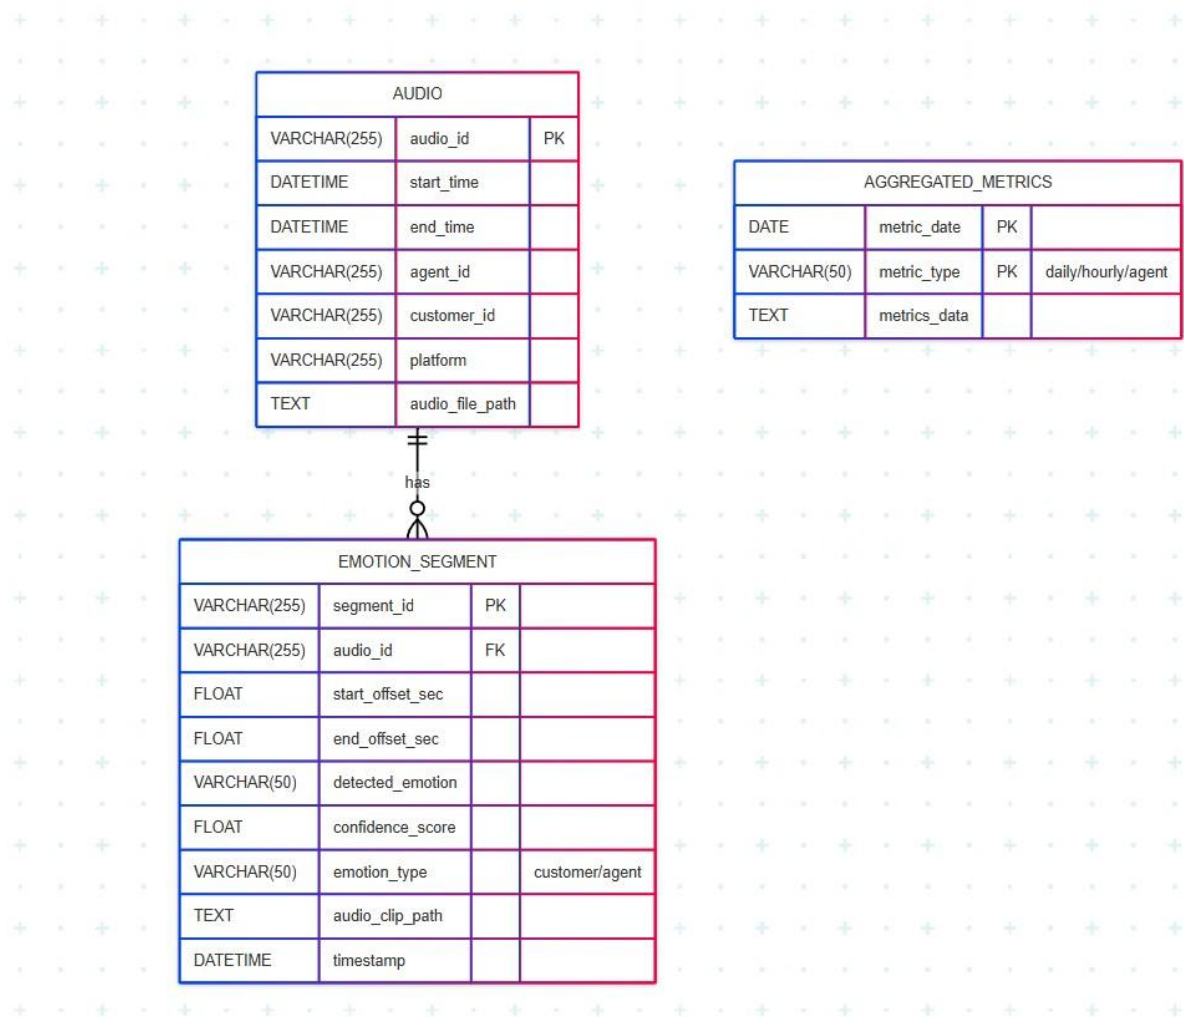 AUDIO
VARCHAR(255) audio_id PK
DATETIME start_time
DATETIME end_time
VARCHAR(255) agent_id
VARCHAR(255) customer_id
VARCHAR(255) platform
TEXT audio_file_path
AGGREGATED_METRICS
DATE metric_date PK
VARCHAR(50) metric_type PK daily/hourly/agent
TEXT metrics_data
has
EMOTION_SEGMENT
VARCHAR(255) segment_id PK
VARCHAR(255) audio_id FK
FLOAT start_offset_sec
FLOAT end_offset_sec
VARCHAR(50) detected_emotion
FLOAT confidence_score
VARCHAR(50) emotion_type customer/agent
TEXT audio_clip_path
DATETIME timestamp